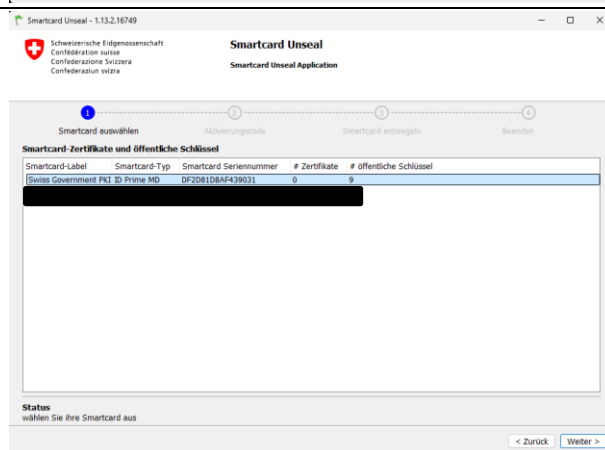 Smartcard Unseal - 1.13.2.16749
Schweizerische Eidgenossenschaft
Confédération suisse
Confederazione Svizzera
Confederaziun svizra
Smartcard Unseal
Smartcard Unseal Application
1 2 3 4
Smartcard auswählen Aktivierungscode Smartcard entsiegeln Beenden
Smartcard-Zertifikate und öffentliche Schlüssel
Smartcard-Label Smartcard-Typ Smartcard Seriennummer # Zertifikate # öffentliche Schlüssel
Swiss Government PKI ID Prime MD DF2D81D8AF439031 0 9
Status
wählen Sie ihre Smartcard aus
< Zurück Weiter >